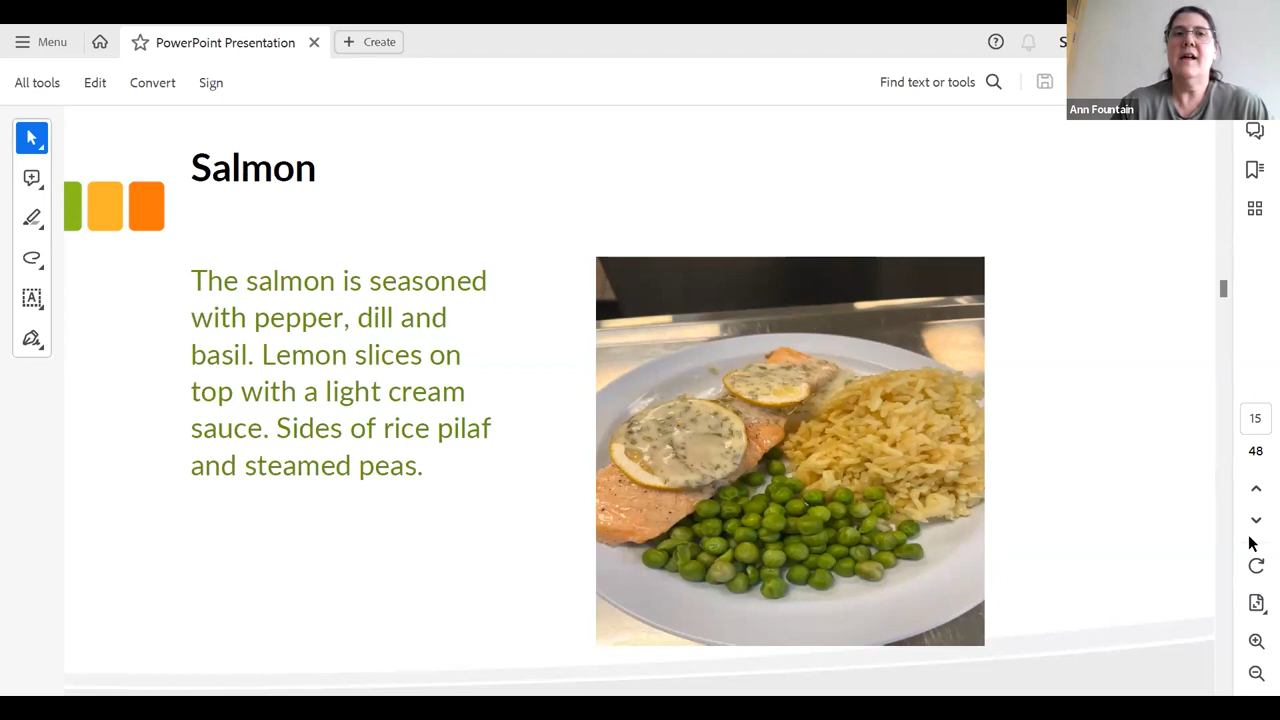 Menu
PowerPoint Presentation
Create
S
All tools
Edit
Convert
Sign
Find text or tools
Ann Fountain
Salmon
The salmon is seasoned
with pepper, dill and
basil. Lemon slices on
top with a light cream
sauce. Sides of rice pilaf
and steamed peas.
15
48